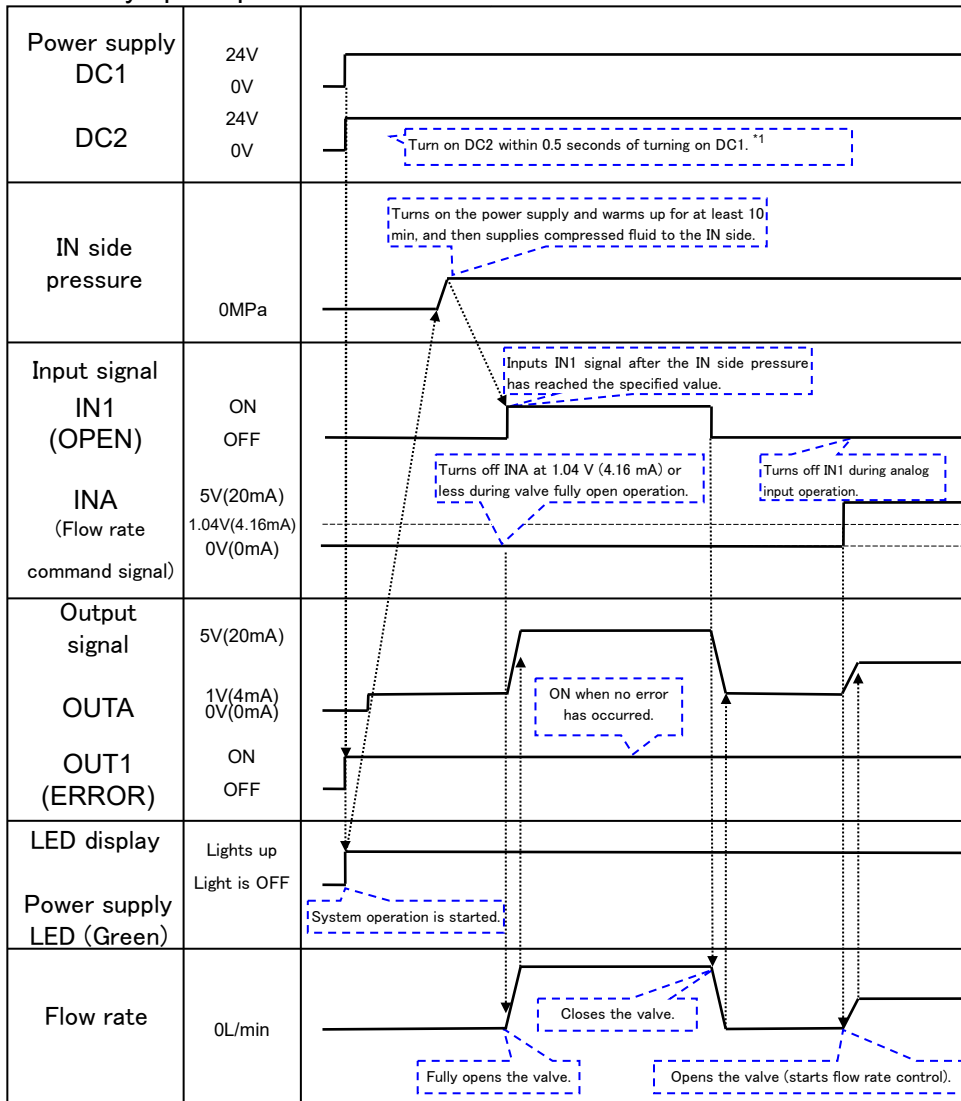 Power supply
DC1
24V
0V
DC2
24V
0V
Turn on DC2 within 0.5 seconds of turning on DC1. *1
IN side
pressure
0MPa
Turns on the power supply and warms up for at least 10
min, and then supplies compressed fluid to the IN side.
Input signal
IN1
(OPEN)
ON
OFF
Inputs IN1 signal after the IN side pressure
has reached the specified value.
INA
(Flow rate
command signal)
5V(20mA)
1.04V(4.16mA)
0V(0mA)
Turns off INA at 1.04 V (4.16 mA) or
less during valve fully open operation.
Turns off IN1 during analog
input operation.
Output
signal
OUTA
5V(20mA)
1V(4mA)
0V(0mA)
ON when no error
has occurred.
OUT1
(ERROR)
ON
OFF
LED display
Power supply
LED (Green)
Lights up
Light is OFF
System operation is started.
Flow rate
0L/min
Closes the valve.
Fully opens the valve.
Opens the valve (starts flow rate control).